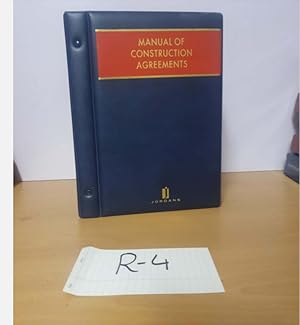 MANUAL OF
CONSTRUCTION
AGREEMENTS
JORDANS
R-4